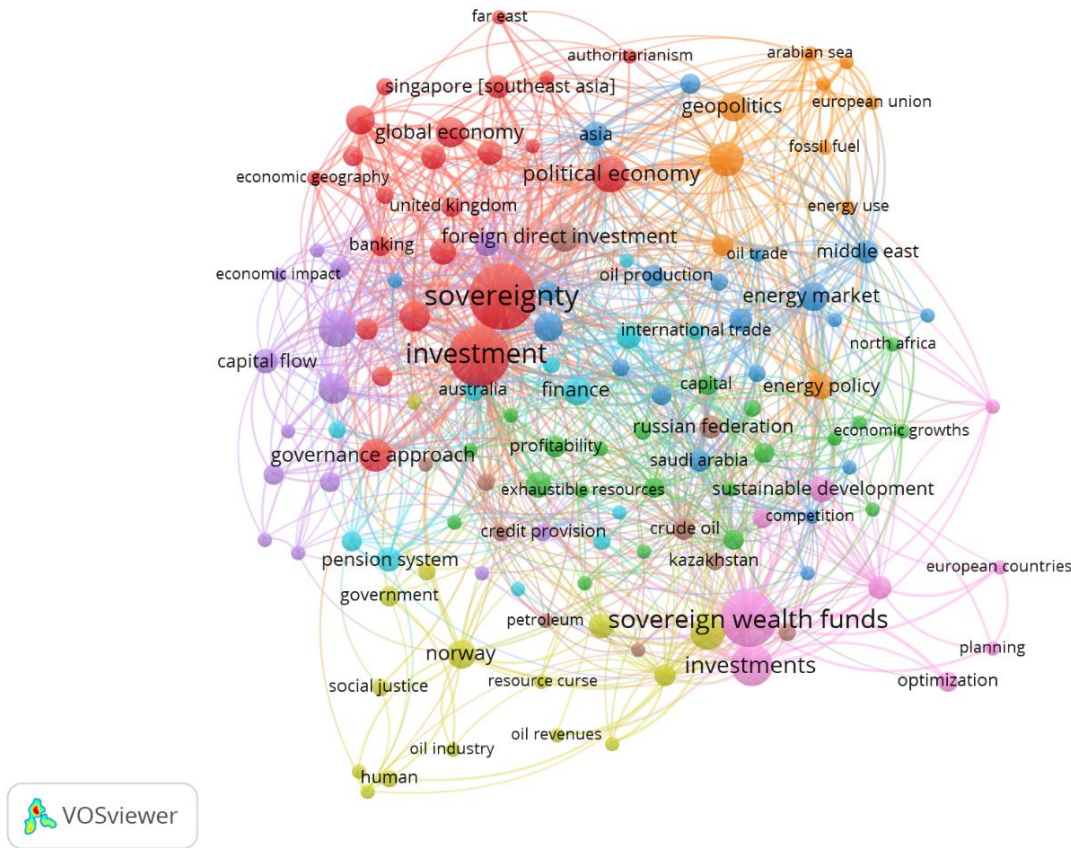 far east
authoritarianism
arabian sea
singapore [southeast asia]
geopolitics
european union
global economy
asia
fossil fuel
economic geography
political economy
united kingdom
energy use
foreign direct investment
banking
oil trade
middle east
economic impact
oil production
sovereignty
energy market
international trade
north africa
investment
capital flow
australia
finance
capital
energy policy
russian federation
economic growths
profitability
governance approach
saudi arabia
exhaustible resources
sustainable development
credit provision
crude oil
competition
pension system
kazakhstan
european countries
government
petroleum
sovereign wealth funds
norway
planning
investments
social justice
resource curse
optimization
oil revenues
oil industry
human
VOSviewer